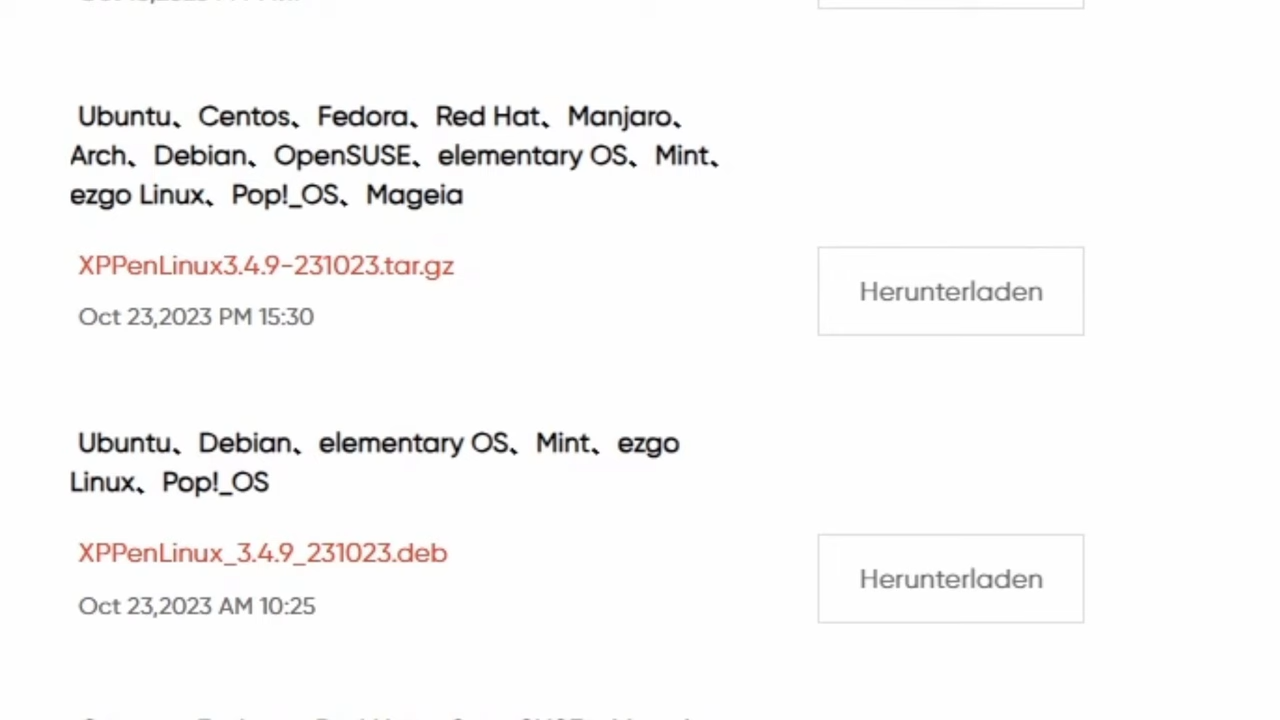 Ubuntu、Centos、Fedora、Red Hat、Manjaro、
Arch、Debian、OpenSUSE、elementary OS、Mint、
ezgo Linux、Pop!_OS、Mageia
XPPenLinux3.4.9-231023.tar.gz
Herunterladen
Oct 23,2023 PM 15:30
Ubuntu、Debian、elementary OS、Mint、ezgo
Linux、Pop!_OS
XPPenLinux_3.4.9_231023.deb
Herunterladen
Oct 23,2023 AM 10:25